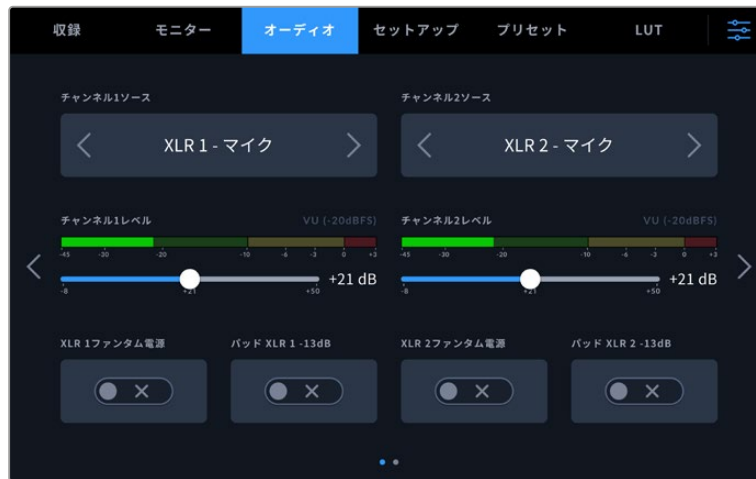 収録 モニター オーディオ セットアップ プリセット LUT
チャンネル1ソース チャンネル2ソース
XLR 1 - マイク XLR 2 - マイク
チャンネル1レベル VU (-20dBFS) チャンネル2レベル VU (-20dBFS)
-45 -30 -20 -10 -6 -3 0 +3 -45 -30 -20 -10 -6 -3 0 +3
+21 dB +21 dB
-8 +21 +50 -8 +21 +50
XLR 1ファンタム電源 パッド XLR 1 -13dB XLR 2ファンタム電源 パッド XLR 2 -13dB